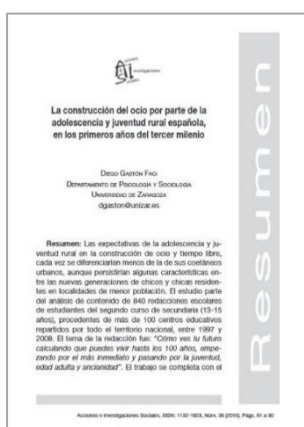 Investigaciones
La construcción del ocio por parte de la
adolescencia y juventud rural española,
en los primeros años del tercer milenio
DIEGO GASTÓN FACI
DEPARTAMENTO DE PSICOLOGÍA Y SOCIOLOGÍA
UNIVERSIDAD DE ZARAGOZA
dgaston@unizar.es
Resumen: Las expectativas de la adolescencia y ju-
ventud rural en la construcción de ocio y tiempo libre,
cada vez se diferenciarían menos de la de sus coetáneos
urbanos, aunque persistirían algunas características en-
tre las nuevas generaciones de chicos y chicas residen-
tes en localidades de menor población. El estudio parte
del análisis de contenido de 840 redacciones escolares
de estudiantes del segundo curso de secundaria (13-15
años), procedentes de más de 100 centros educativos
repartidos por todo el territorio nacional, entre 1997 y
2008. El tema de la redacción fue: "Cómo ves tu futuro
calculando que puedes vivir hasta los 100 años, empe-
zando por el más inmediato y pasando por la juventud,
edad adulta y ancianidad". El trabajo se completa con el
Acciones e Investigaciones Sociales. ISSN: 1132-192X, Núm. 28 (2010). Págs. 61 a 90
Resumen